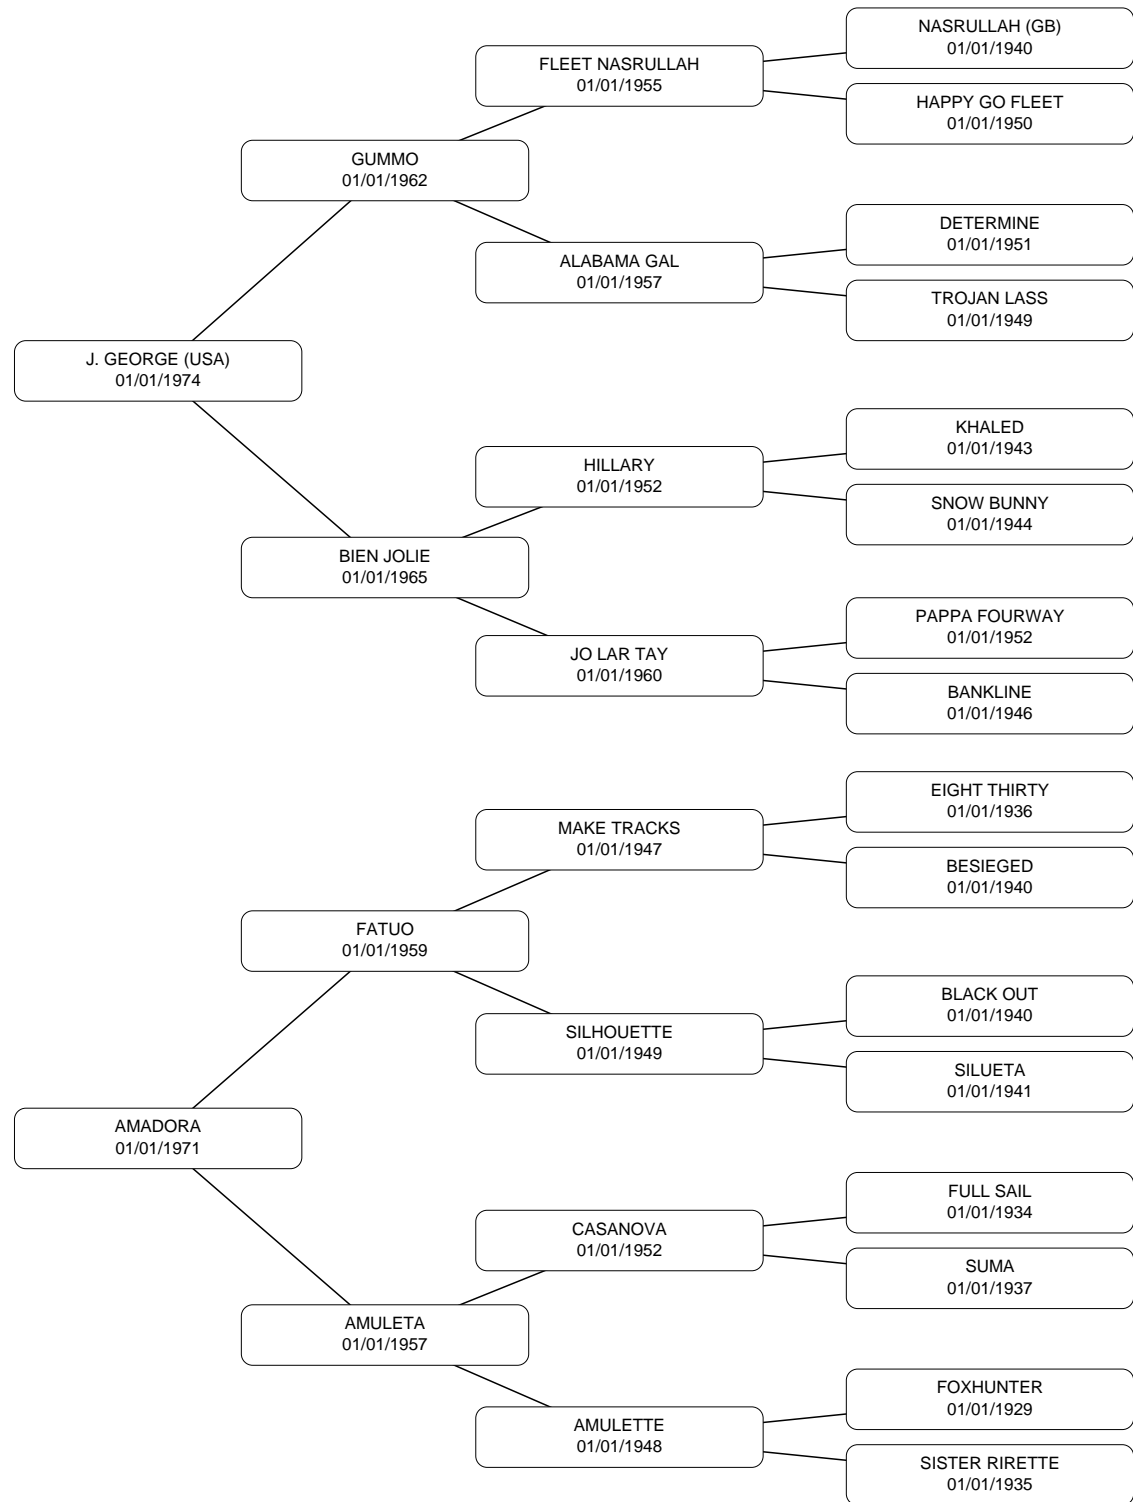 NASRULLAH (GB)
01/01/1940
FLEET NASRULLAH
01/01/1955
HAPPY GO FLEET
01/01/1950
GUMMO
01/01/1962
DETERMINE
01/01/1951
ALABAMA GAL
01/01/1957
TROJAN LASS
01/01/1949
J. GEORGE (USA)
01/01/1974
KHALED
01/01/1943
HILLARY
01/01/1952
SNOW BUNNY
01/01/1944
BIEN JOLIE
01/01/1965
PAPPA FOURWAY
01/01/1952
JO LAR TAY
01/01/1960
BANKLINE
01/01/1946
EIGHT THIRTY
01/01/1936
MAKE TRACKS
01/01/1947
BESIEGED
01/01/1940
FATUO
01/01/1959
BLACK OUT
01/01/1940
SILHOUETTE
01/01/1949
SILUETA
01/01/1941
AMADORA
01/01/1971
FULL SAIL
01/01/1934
CASANOVA
01/01/1952
SUMA
01/01/1937
AMULETA
01/01/1957
FOXHUNTER
01/01/1929
AMULETTE
01/01/1948
SISTER RIRETTE
01/01/1935